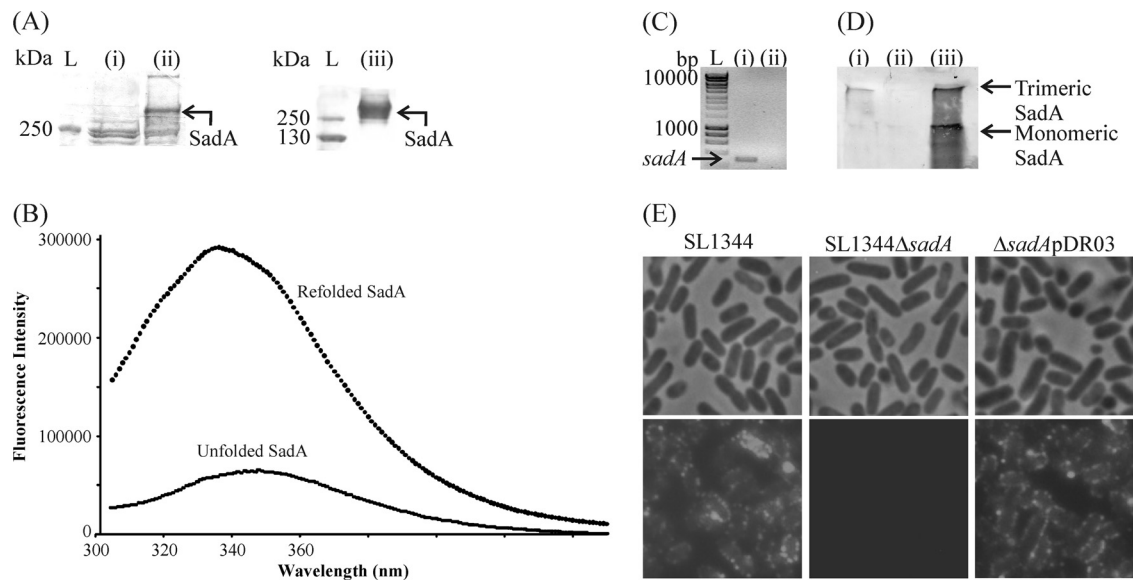 (A)
kDa L (i) (ii)
250
SadA
kDa L (iii)
250
130
SadA
(B)
300000
200000
100000
0
Fluorescence Intensity
Refolded SadA
Unfolded SadA
300 320 340 360
Wavelength (nm)
(C)
bp L (i) (ii)
10000
1000
sadA
(D)
(i) (ii) (iii)
Trimeric
SadA
Monomeric
SadA
(E)
SL1344 SL1344ΔsadA ΔsadApDR03